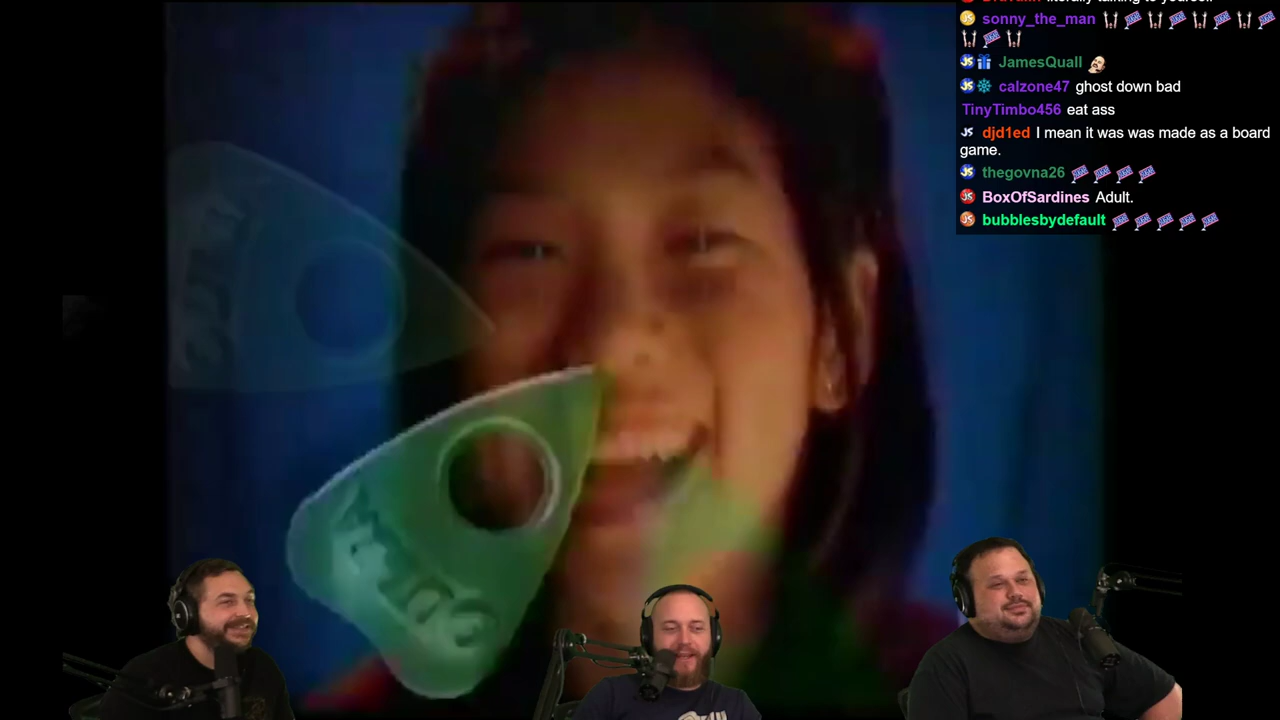 sonny_the_man
JamesQuall
calzone47 ghost down bad
TinyTimbo456 eat ass
djd1ed I mean it was was made as a board
game.
thegovna26
BoxOfSardines Adult.
bubblesbydefault